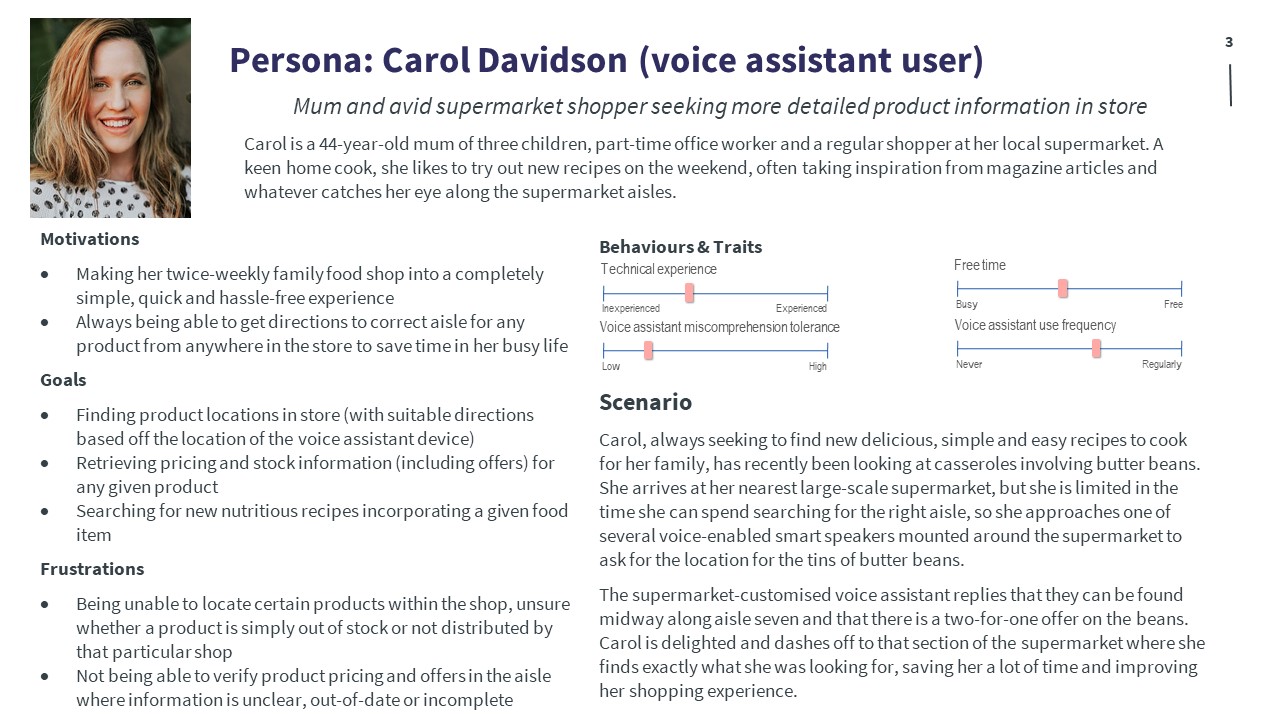 3
Persona: Carol Davidson (voice assistant user)
Mum and avid supermarket shopper seeking more detailed product information in store
Carol is a 44-year-old mum of three children, part-time office worker and a regular shopper at her local supermarket. A
keen home cook, she likes to try out new recipes on the weekend, often taking inspiration from magazine articles and
whatever catches her eye along the supermarket aisles.
Motivations
• Making her twice-weekly family food shop into a completely
simple, quick and hassle-free experience
• Always being able to get directions to correct aisle for any
product from anywhere in the store to save time in her busy life
Goals
• Finding product locations in store (with suitable directions
based off the location of the voice assistant device)
• Retrieving pricing and stock information (including offers) for
any given product
• Searching for new nutritious recipes incorporating a given food
item
Frustrations
• Being unable to locate certain products within the shop, unsure
whether a product is simply out of stock or not distributed by
that particular shop
• Not being able to verify product pricing and offers in the aisle
where information is unclear, out-of-date or incomplete
Behaviours & Traits
Technical experience
Inexperienced Experienced
Voice assistant miscomprehension tolerance
Low High
Free time
Busy Free
Voice assistant use frequency
Never Regularly
Scenario
Carol, always seeking to find new delicious, simple and easy recipes to cook
for her family, has recently been looking at casseroles involving butter beans.
She arrives at her nearest large-scale supermarket, but she is limited in the
time she can spend searching for the right aisle, so she approaches one of
several voice-enabled smart speakers mounted around the supermarket to
ask for the location for the tins of butter beans.
The supermarket-customised voice assistant replies that they can be found
midway along aisle seven and that there is a two-for-one offer on the beans.
Carol is delighted and dashes off to that section of the supermarket where she
finds exactly what she was looking for, saving her a lot of time and improving
her shopping experience.